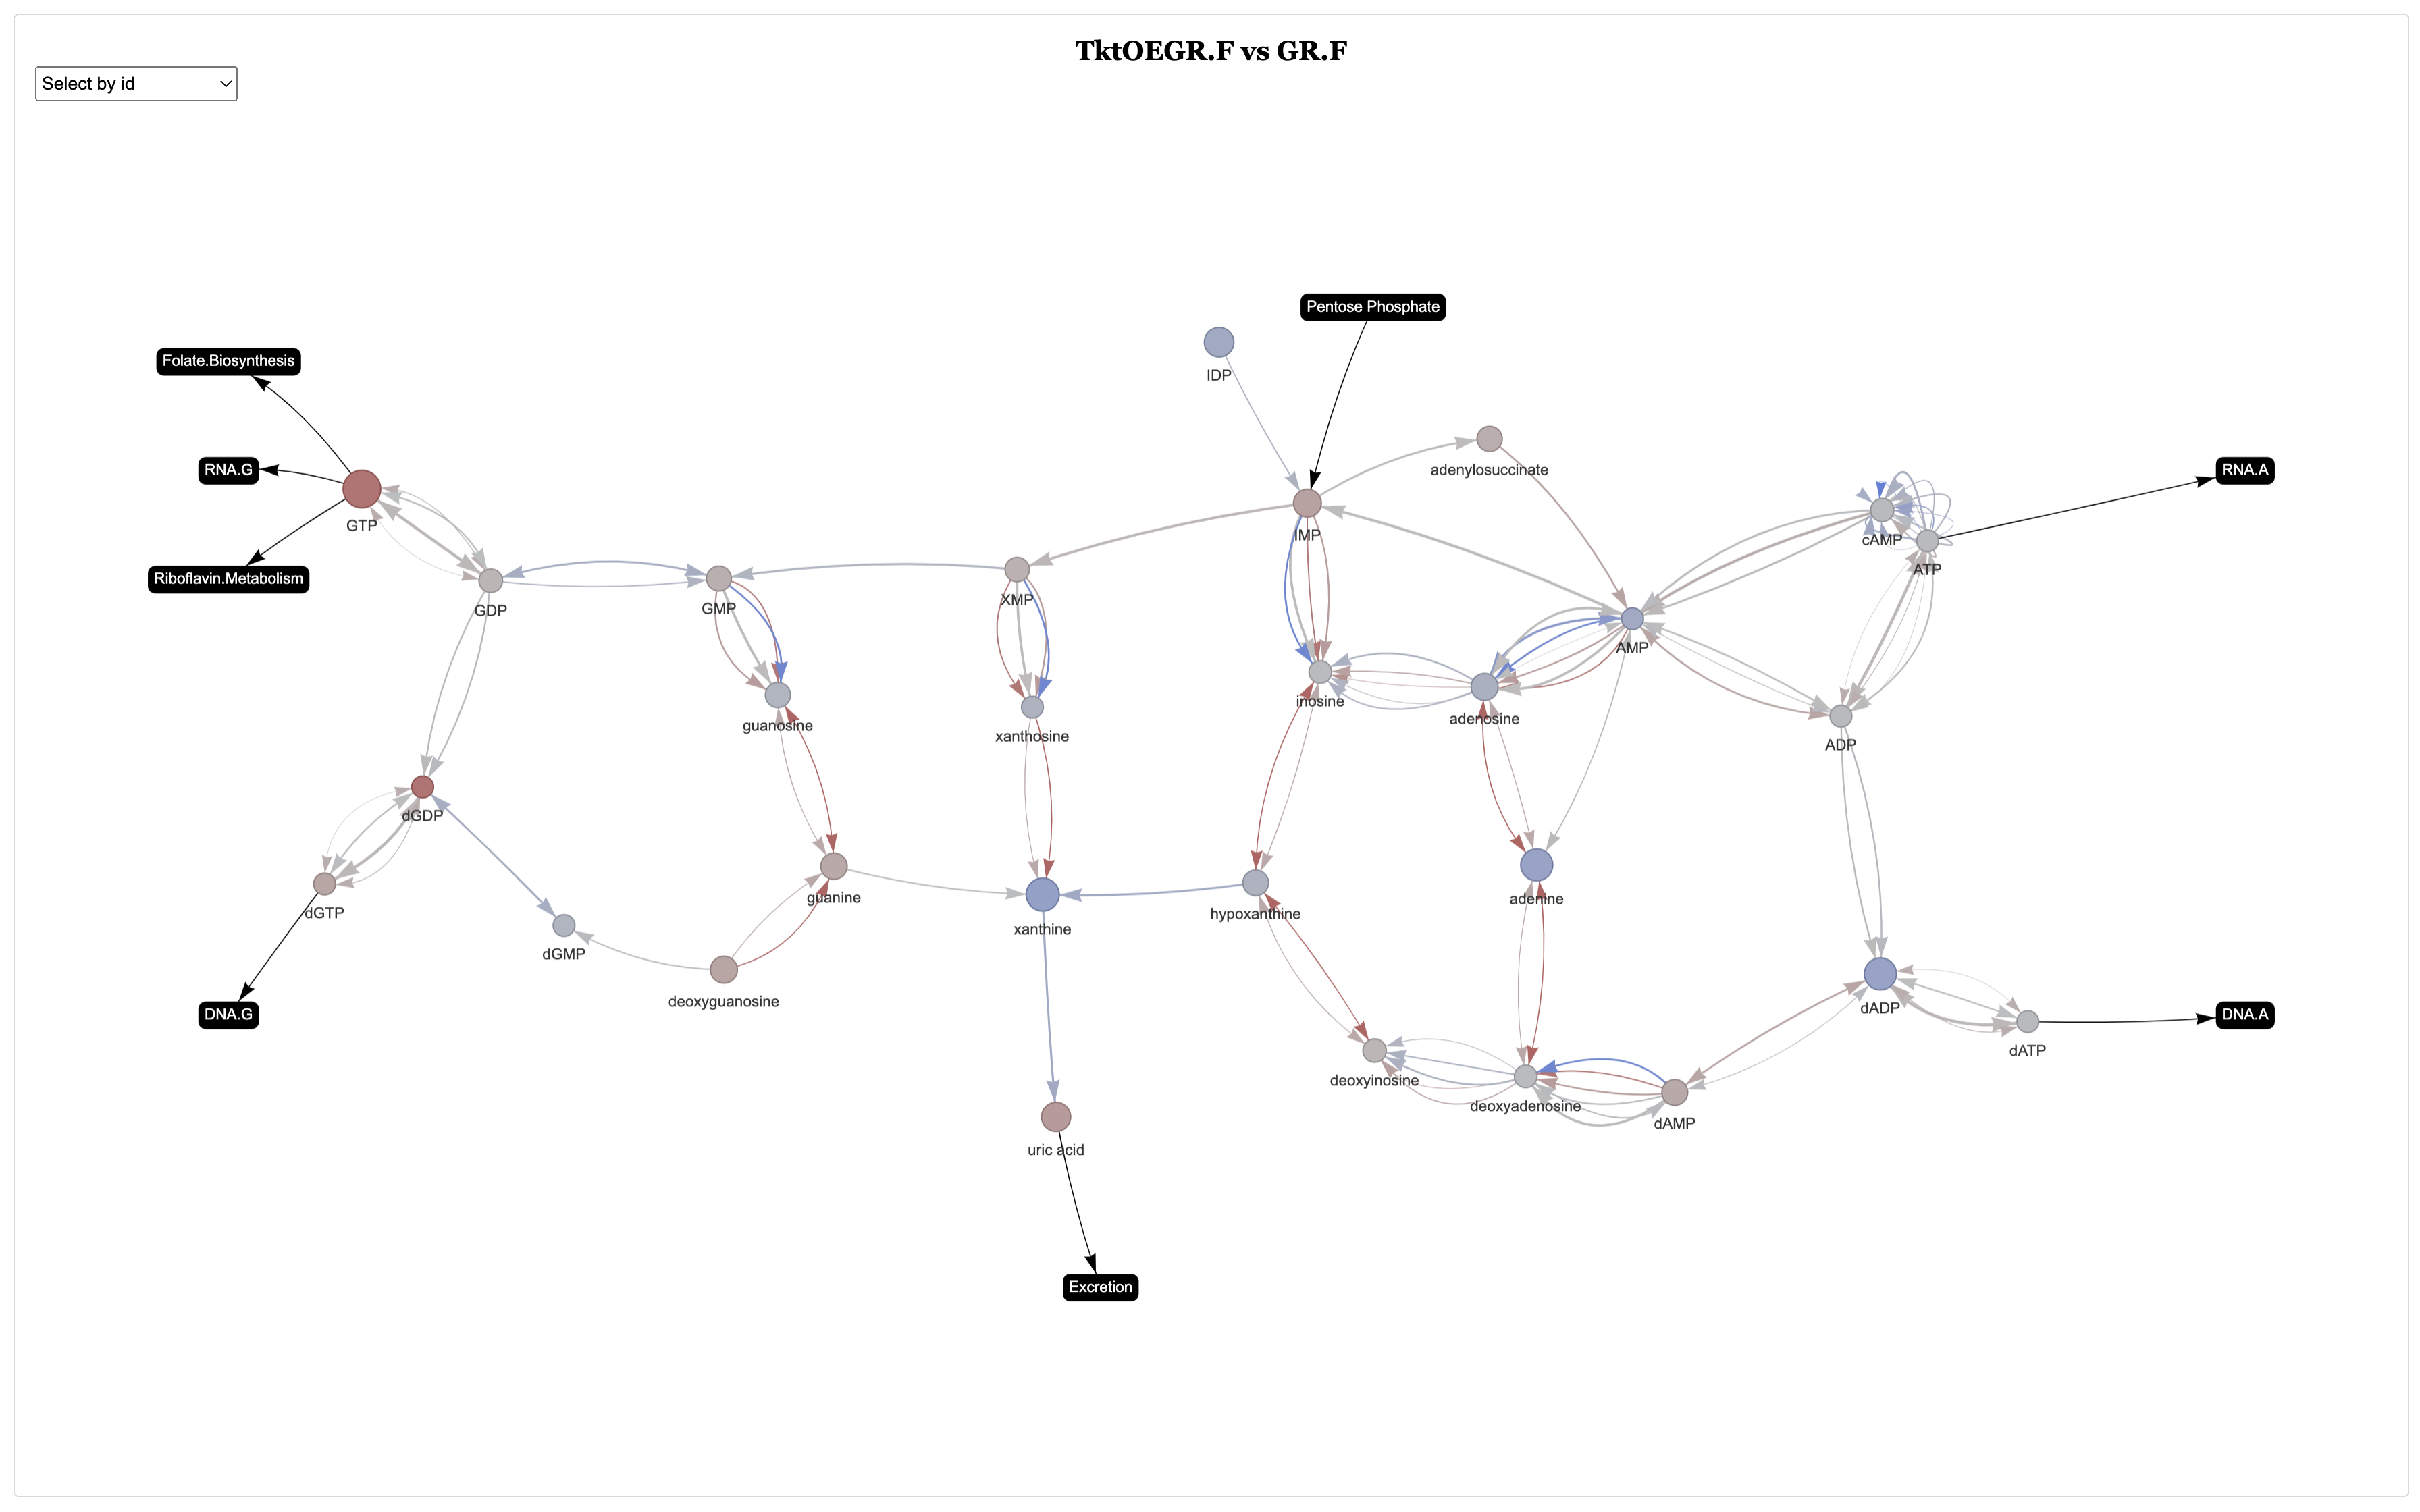 TktOEGR.F vs GR.F
Select by id
Pentose Phosphate
IDP
Folate.Biosynthesis
adenylosuccinate
RNA.G
RNA.A
GTP
IMP
cAMP
ATP
Riboflavin.Metabolism
GDP
GMP
XMP
AMP
inosine
adenosine
guanosine
xanthosine
ADP
dGDP
guanine
adenine
dGTP
hypoxanthine
xanthine
dGMP
deoxyguanosine
dADP
DNA.G
DNA.A
dATP
deoxyinosine
deoxyadenosine
dAMP
uric acid
Excretion